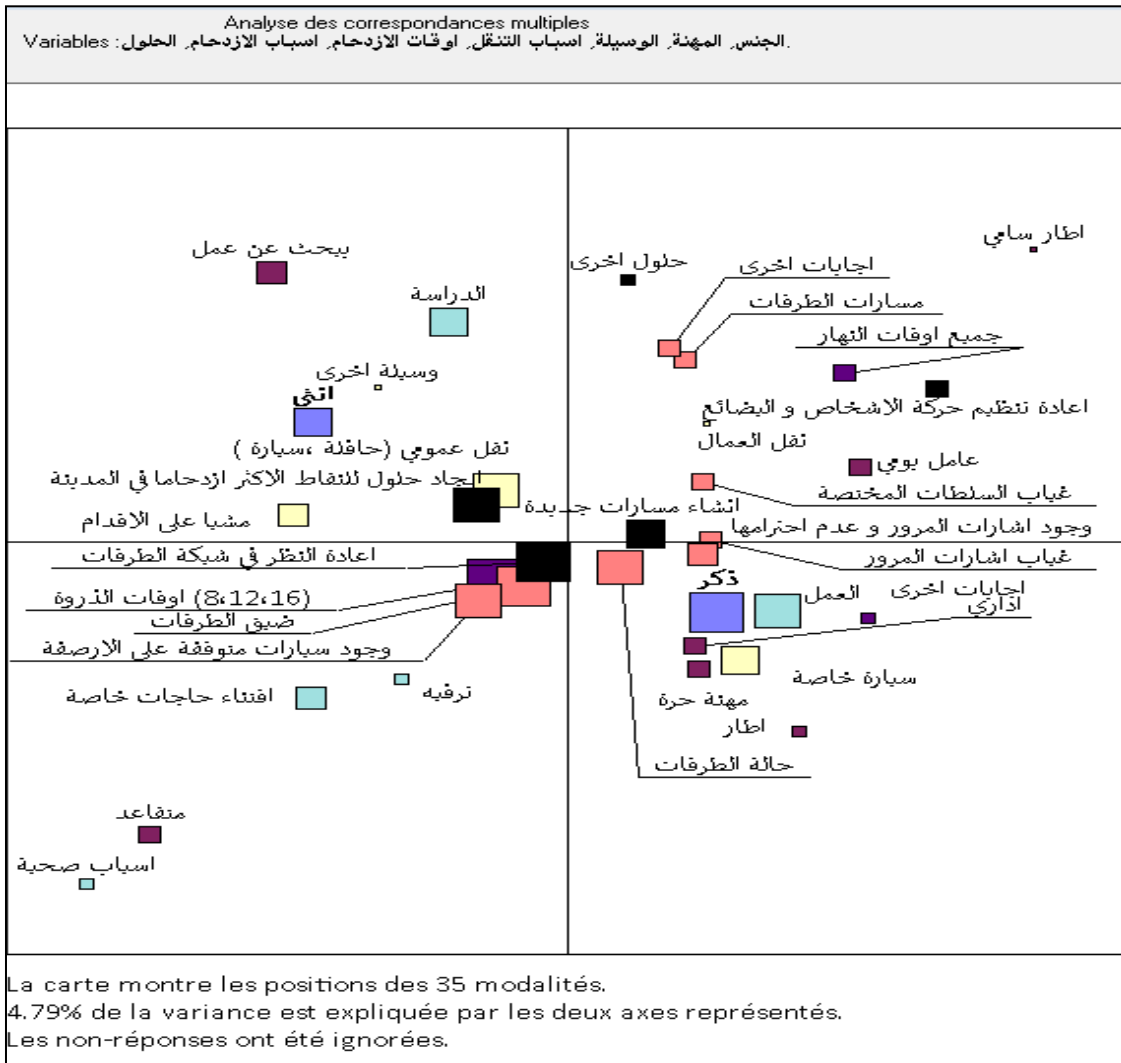 Analyse des correspondances multiples
Variables : الجنس, المهنة, الوسيلة, اسباب التنقل, اوقات الازدحام, اسباب الازدحام, الحلول.
اطار سامي
يبحث عن عمل
حلول اخرى
اجابات اخرى
الدراسة
مسارات الطرقات
جميع اوقات النهار
وسيلة اخرى
انثى
اعادة تنظيم حركة الاشخاص و البضائع
نقل العمال
نقل عمومي (حافلة ،سيارة )
عامل يومي
ايجاد حلول للنقاط الاكثر ازدحاما في المدينة
غياب السلطات المختصة
انشاء مسارات جديدة
مشيا على الاقدام
وجود اشارات المرور و عدم احترامها
اعادة النظر في شبكة الطرقات
غياب اشارات المرور
ذكر
اوقات الذروة (8،12،16)
العمل
اجابات اخرى
اداري
ضيق الطرقات
وجود سيارات متوقفة على الارصفة
سيارة خاصة
ترفيه
اقتناء حاجات خاصة
مهنة حرة
اطار
حالة الطرقات
متقاعد
اسباب صحية
La carte montre les positions des 35 modalités.
4.79% de la variance est expliquée par les deux axes représentés.
Les non-réponses ont été ignorées.